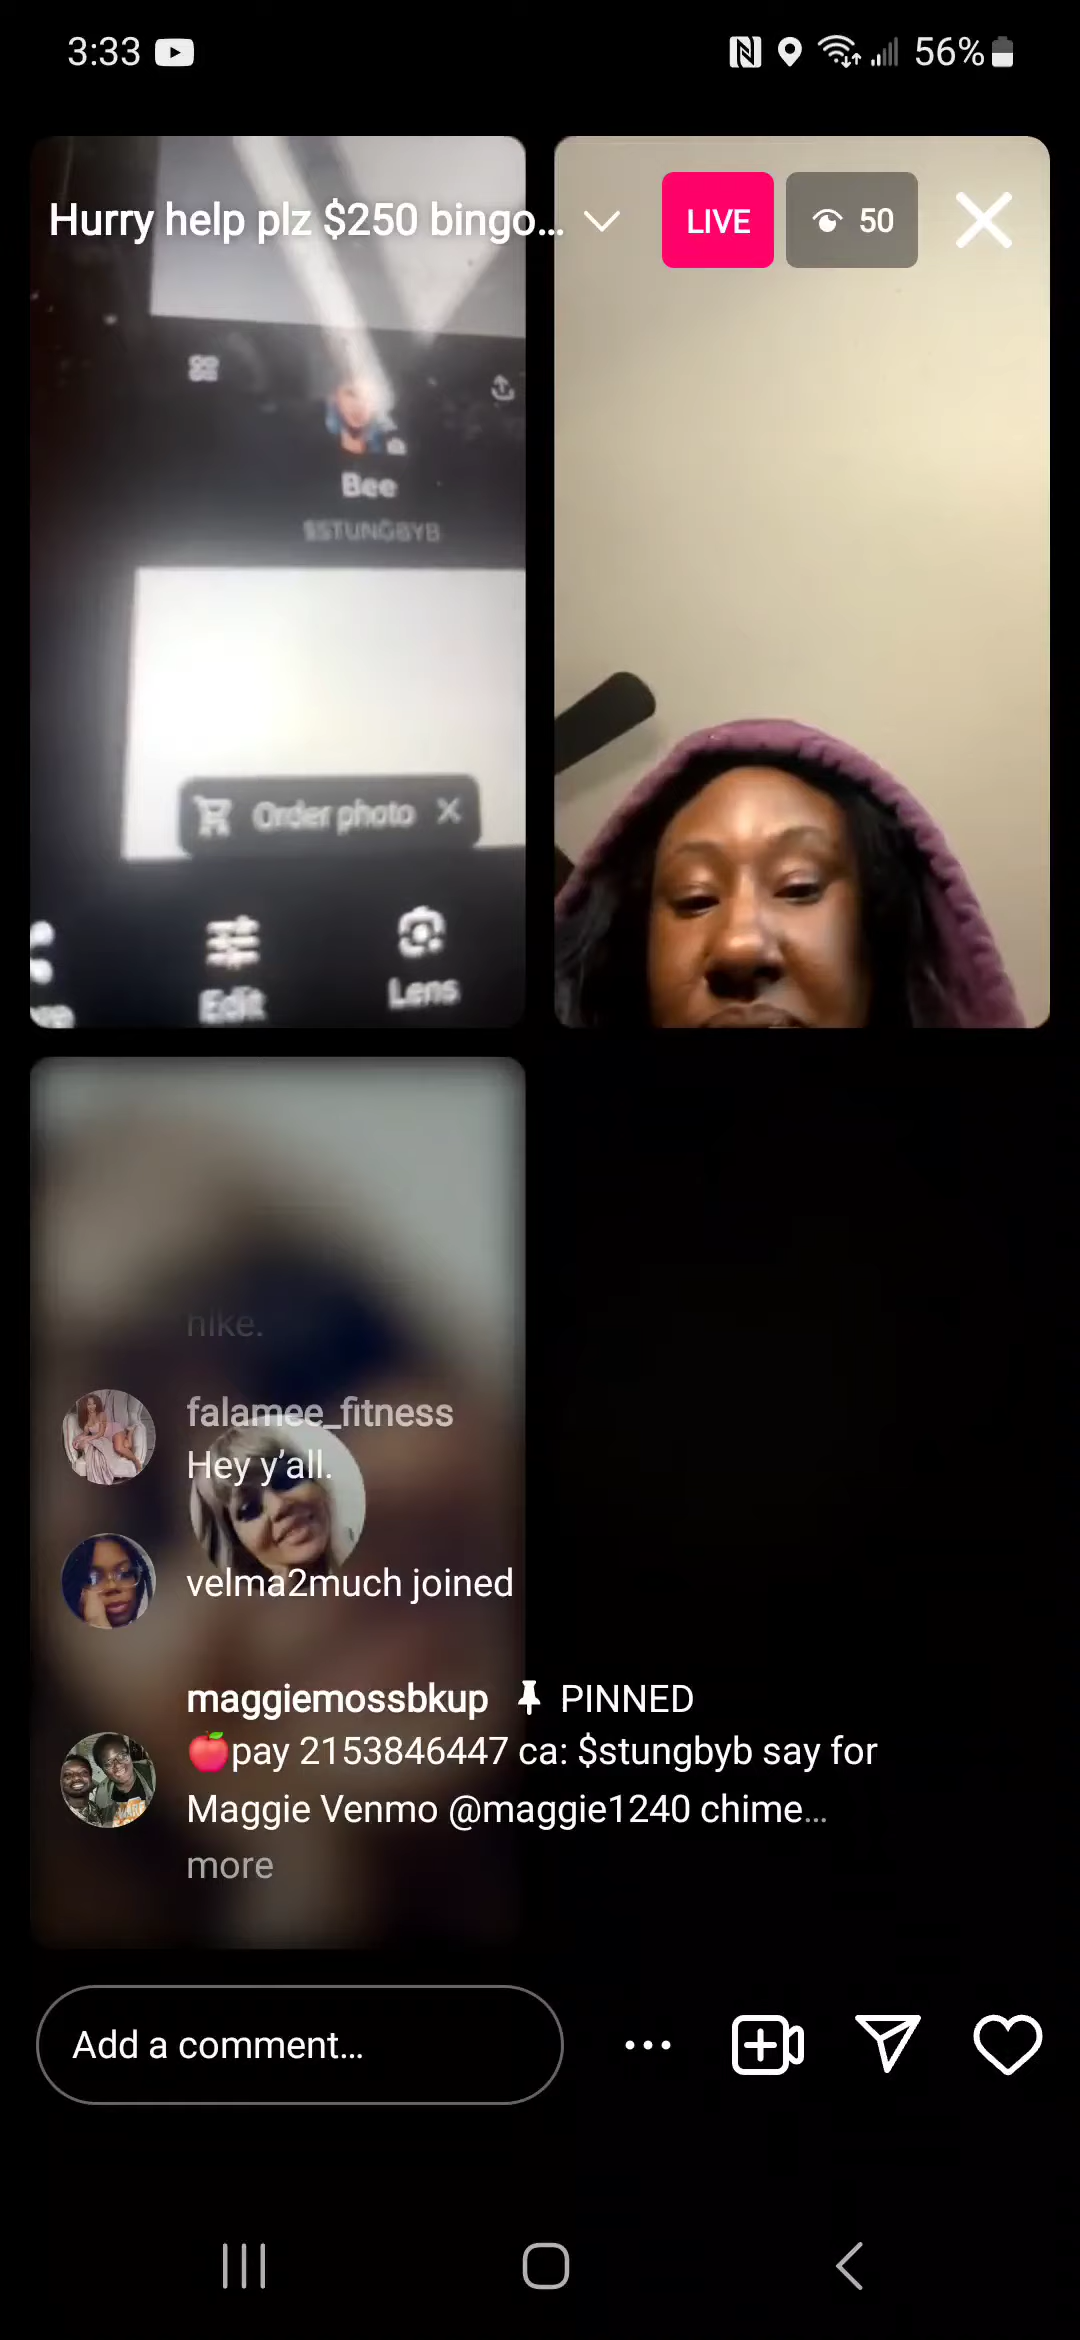 3:33
56%
Hurry help plz $250 bingo...
LIVE
50
Bee
$STUNGBYB
Order photo
Edit
Lens
nike.
falamee_fitness
Hey y’all.
velma2much joined
maggiemossbkup PINNED
🍎pay 2153846447 ca: $stungbyb say for
Maggie Venmo @maggie1240 chime...
more
Add a comment...